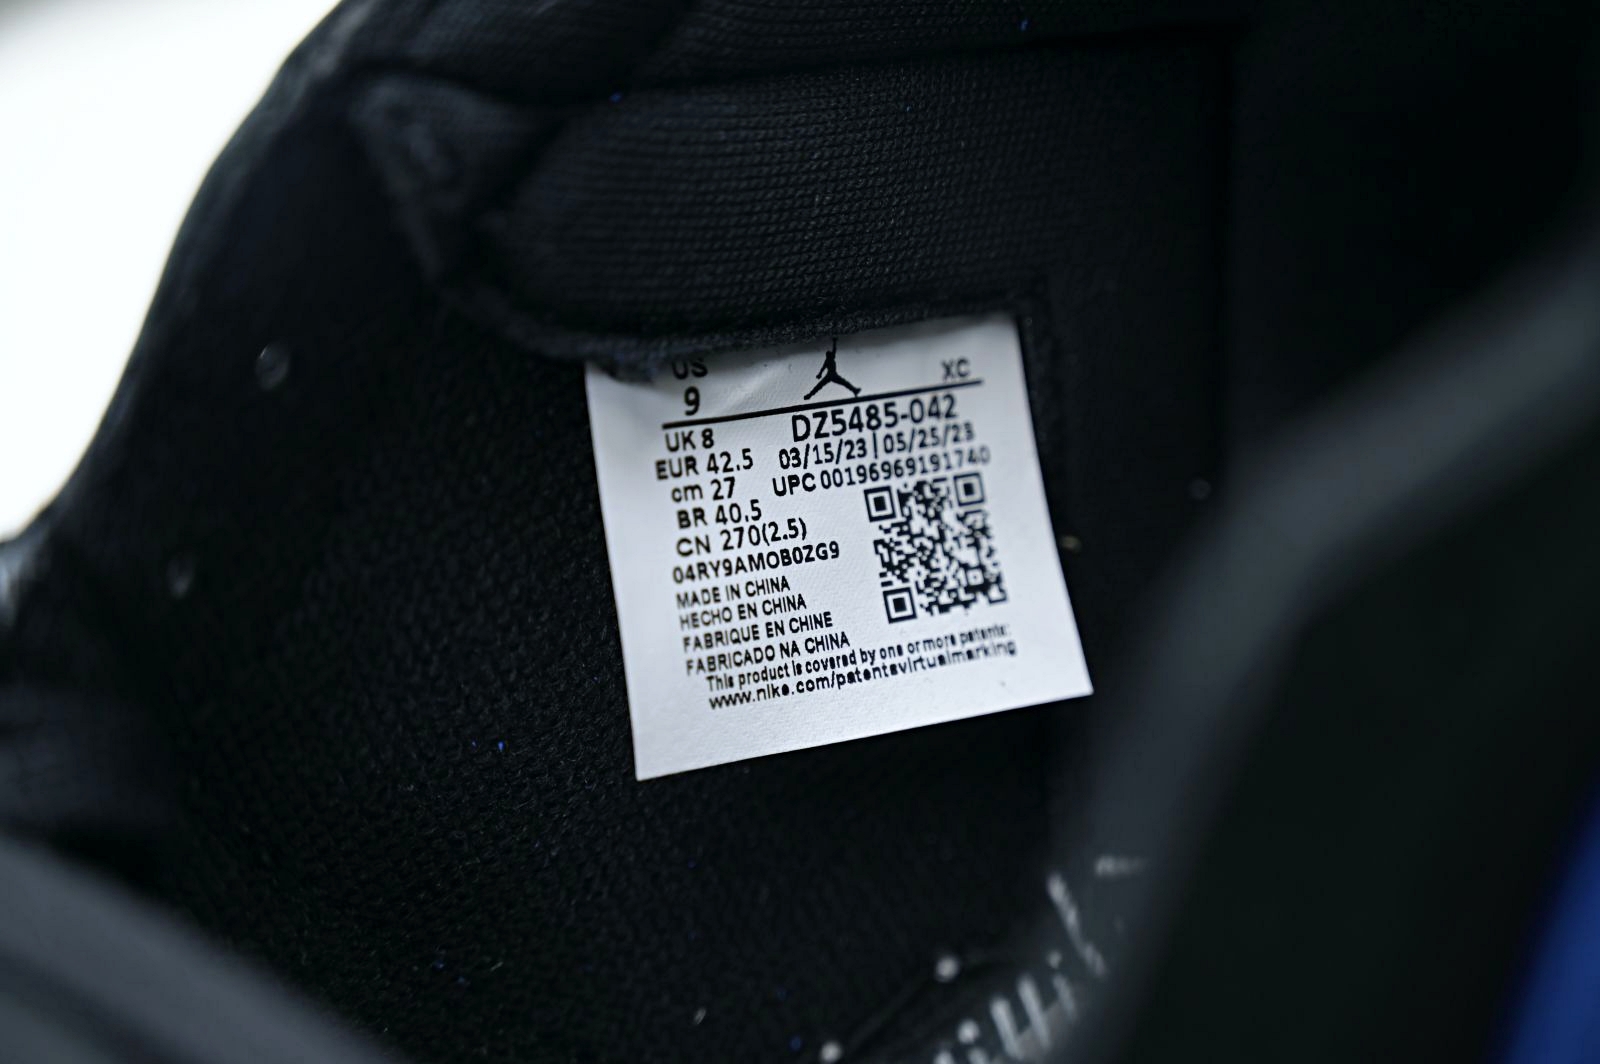 US XC
9
DZ5485-042
UK 8
03/15/23 | 05/25/23
EUR 42.5
UPC 00196969191740
cm 27
BR 40.5
CN 270(2.5)
04RY9AMOB0ZG9
MADE IN CHINA
HECHO EN CHINA
FABRIQUE EN CHINE
FABRICADO NA CHINA
This product is covered by one or more patents:
www.nike.com/patentsvirtualmarking